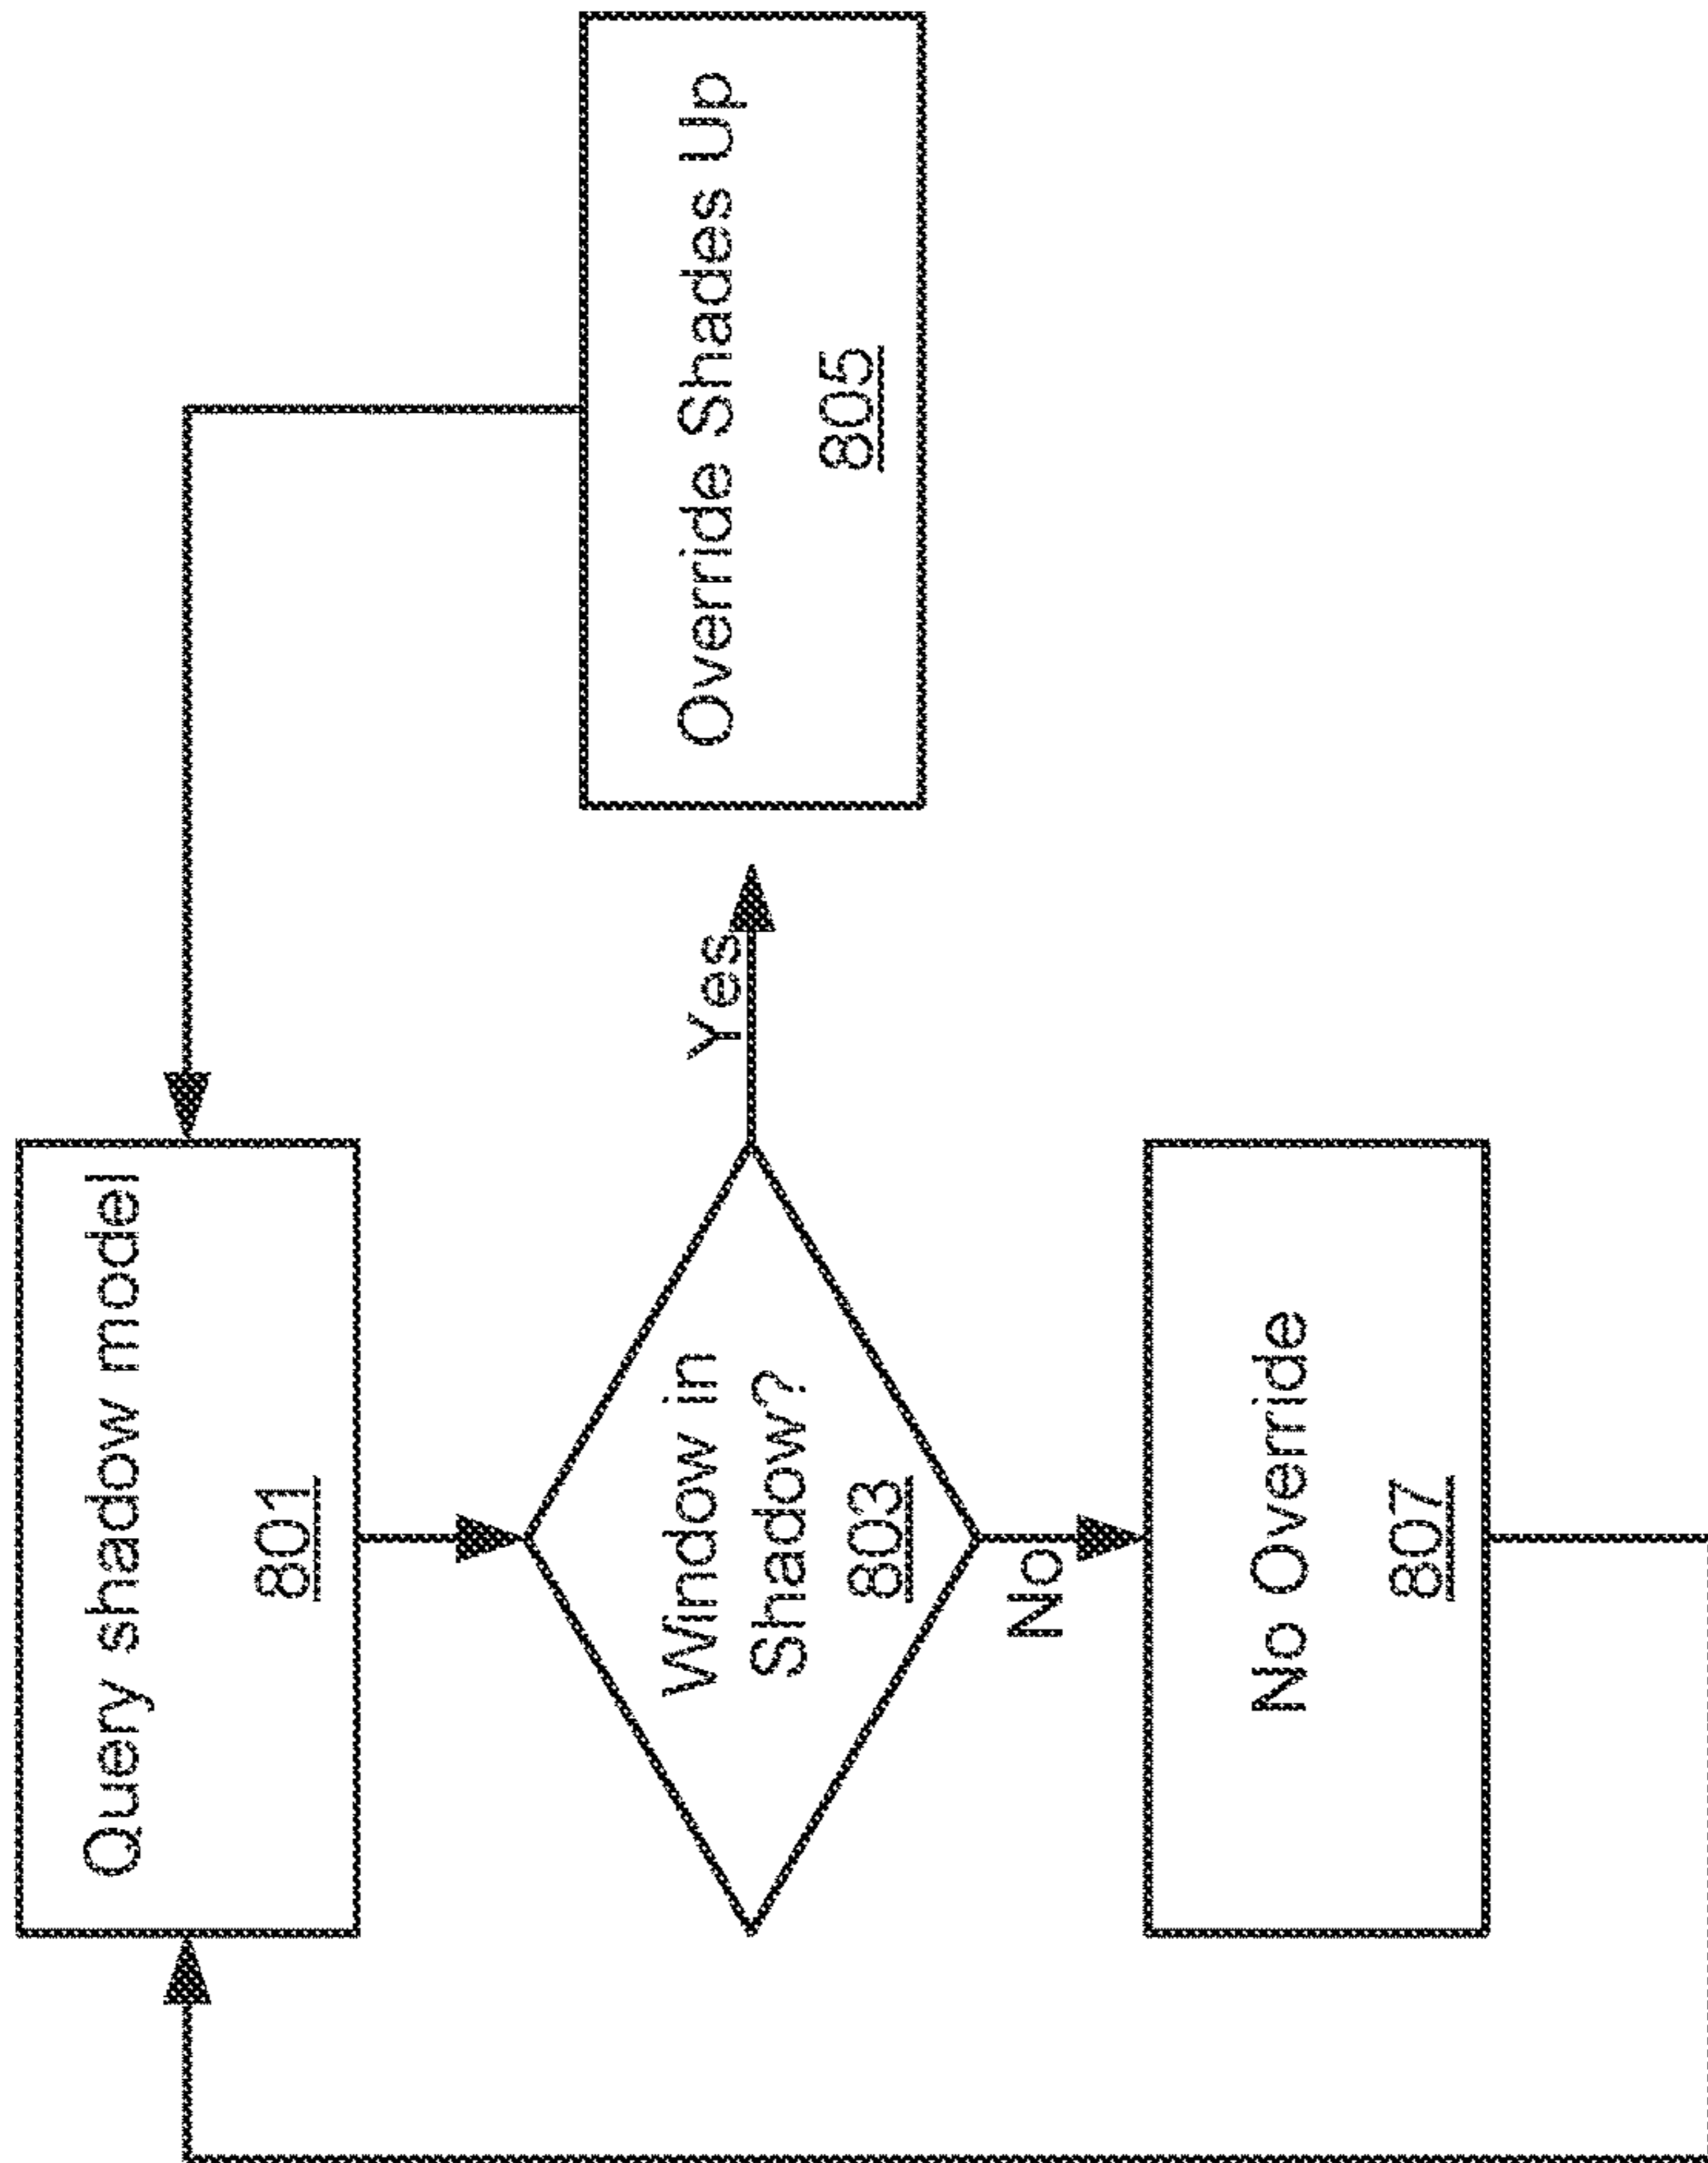 Query shadow model
801
Window in
Shadow?
803
Yes
Override Shades Up
805
No
No Override
807